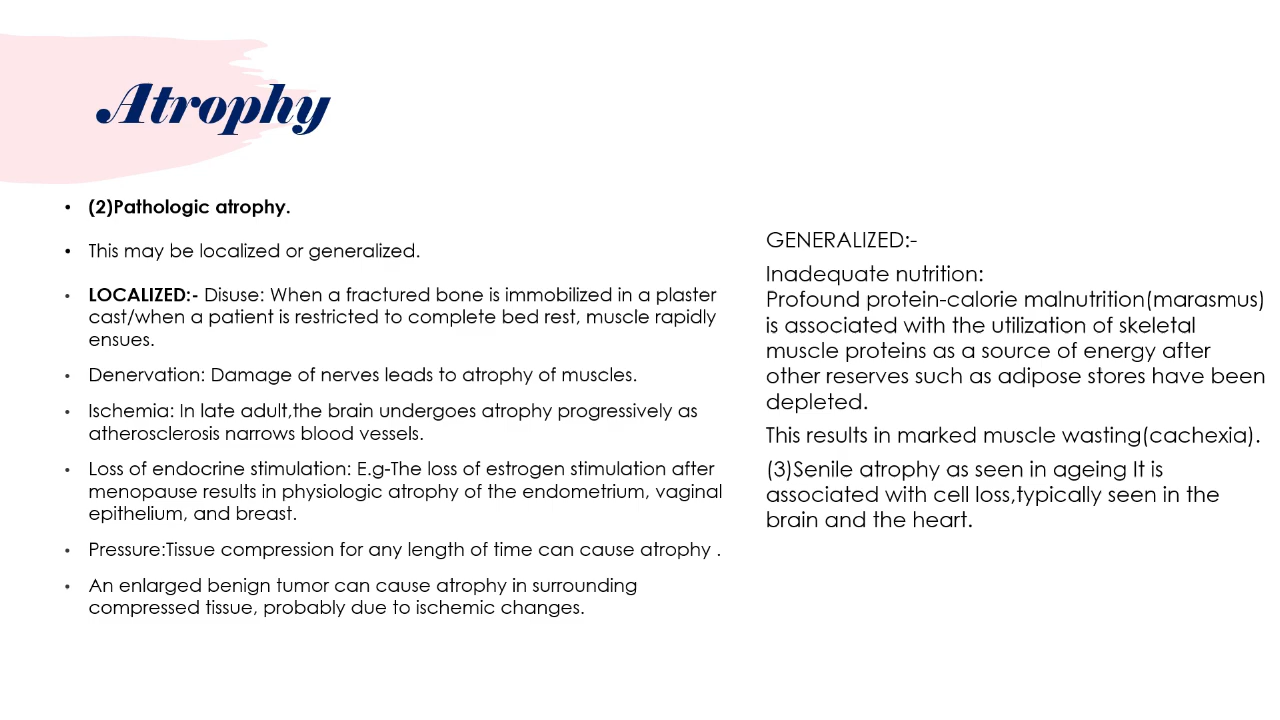 Atrophy
• (2)Pathologic atrophy.
• This may be localized or generalized.
• LOCALIZED:- Disuse: When a fractured bone is immobilized in a plaster
cast/when a patient is restricted to complete bed rest, muscle rapidly
ensues.
• Denervation: Damage of nerves leads to atrophy of muscles.
• Ischemia: In late adult,the brain undergoes atrophy progressively as
atherosclerosis narrows blood vessels.
• Loss of endocrine stimulation: E.g-The loss of estrogen stimulation after
menopause results in physiologic atrophy of the endometrium, vaginal
epithelium, and breast.
• Pressure:Tissue compression for any length of time can cause atrophy .
• An enlarged benign tumor can cause atrophy in surrounding
compressed tissue, probably due to ischemic changes.
GENERALIZED:-
Inadequate nutrition:
Profound protein-calorie malnutrition(marasmus)
is associated with the utilization of skeletal
muscle proteins as a source of energy after
other reserves such as adipose stores have been
depleted.
This results in marked muscle wasting(cachexia).
(3)Senile atrophy as seen in ageing It is
associated with cell loss,typically seen in the
brain and the heart.